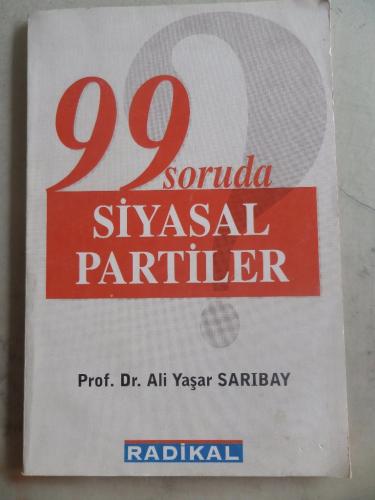 99 soruda
SİYASAL
PARTİLER
Prof. Dr. Ali Yaşar SARIBAY
RADİKAL